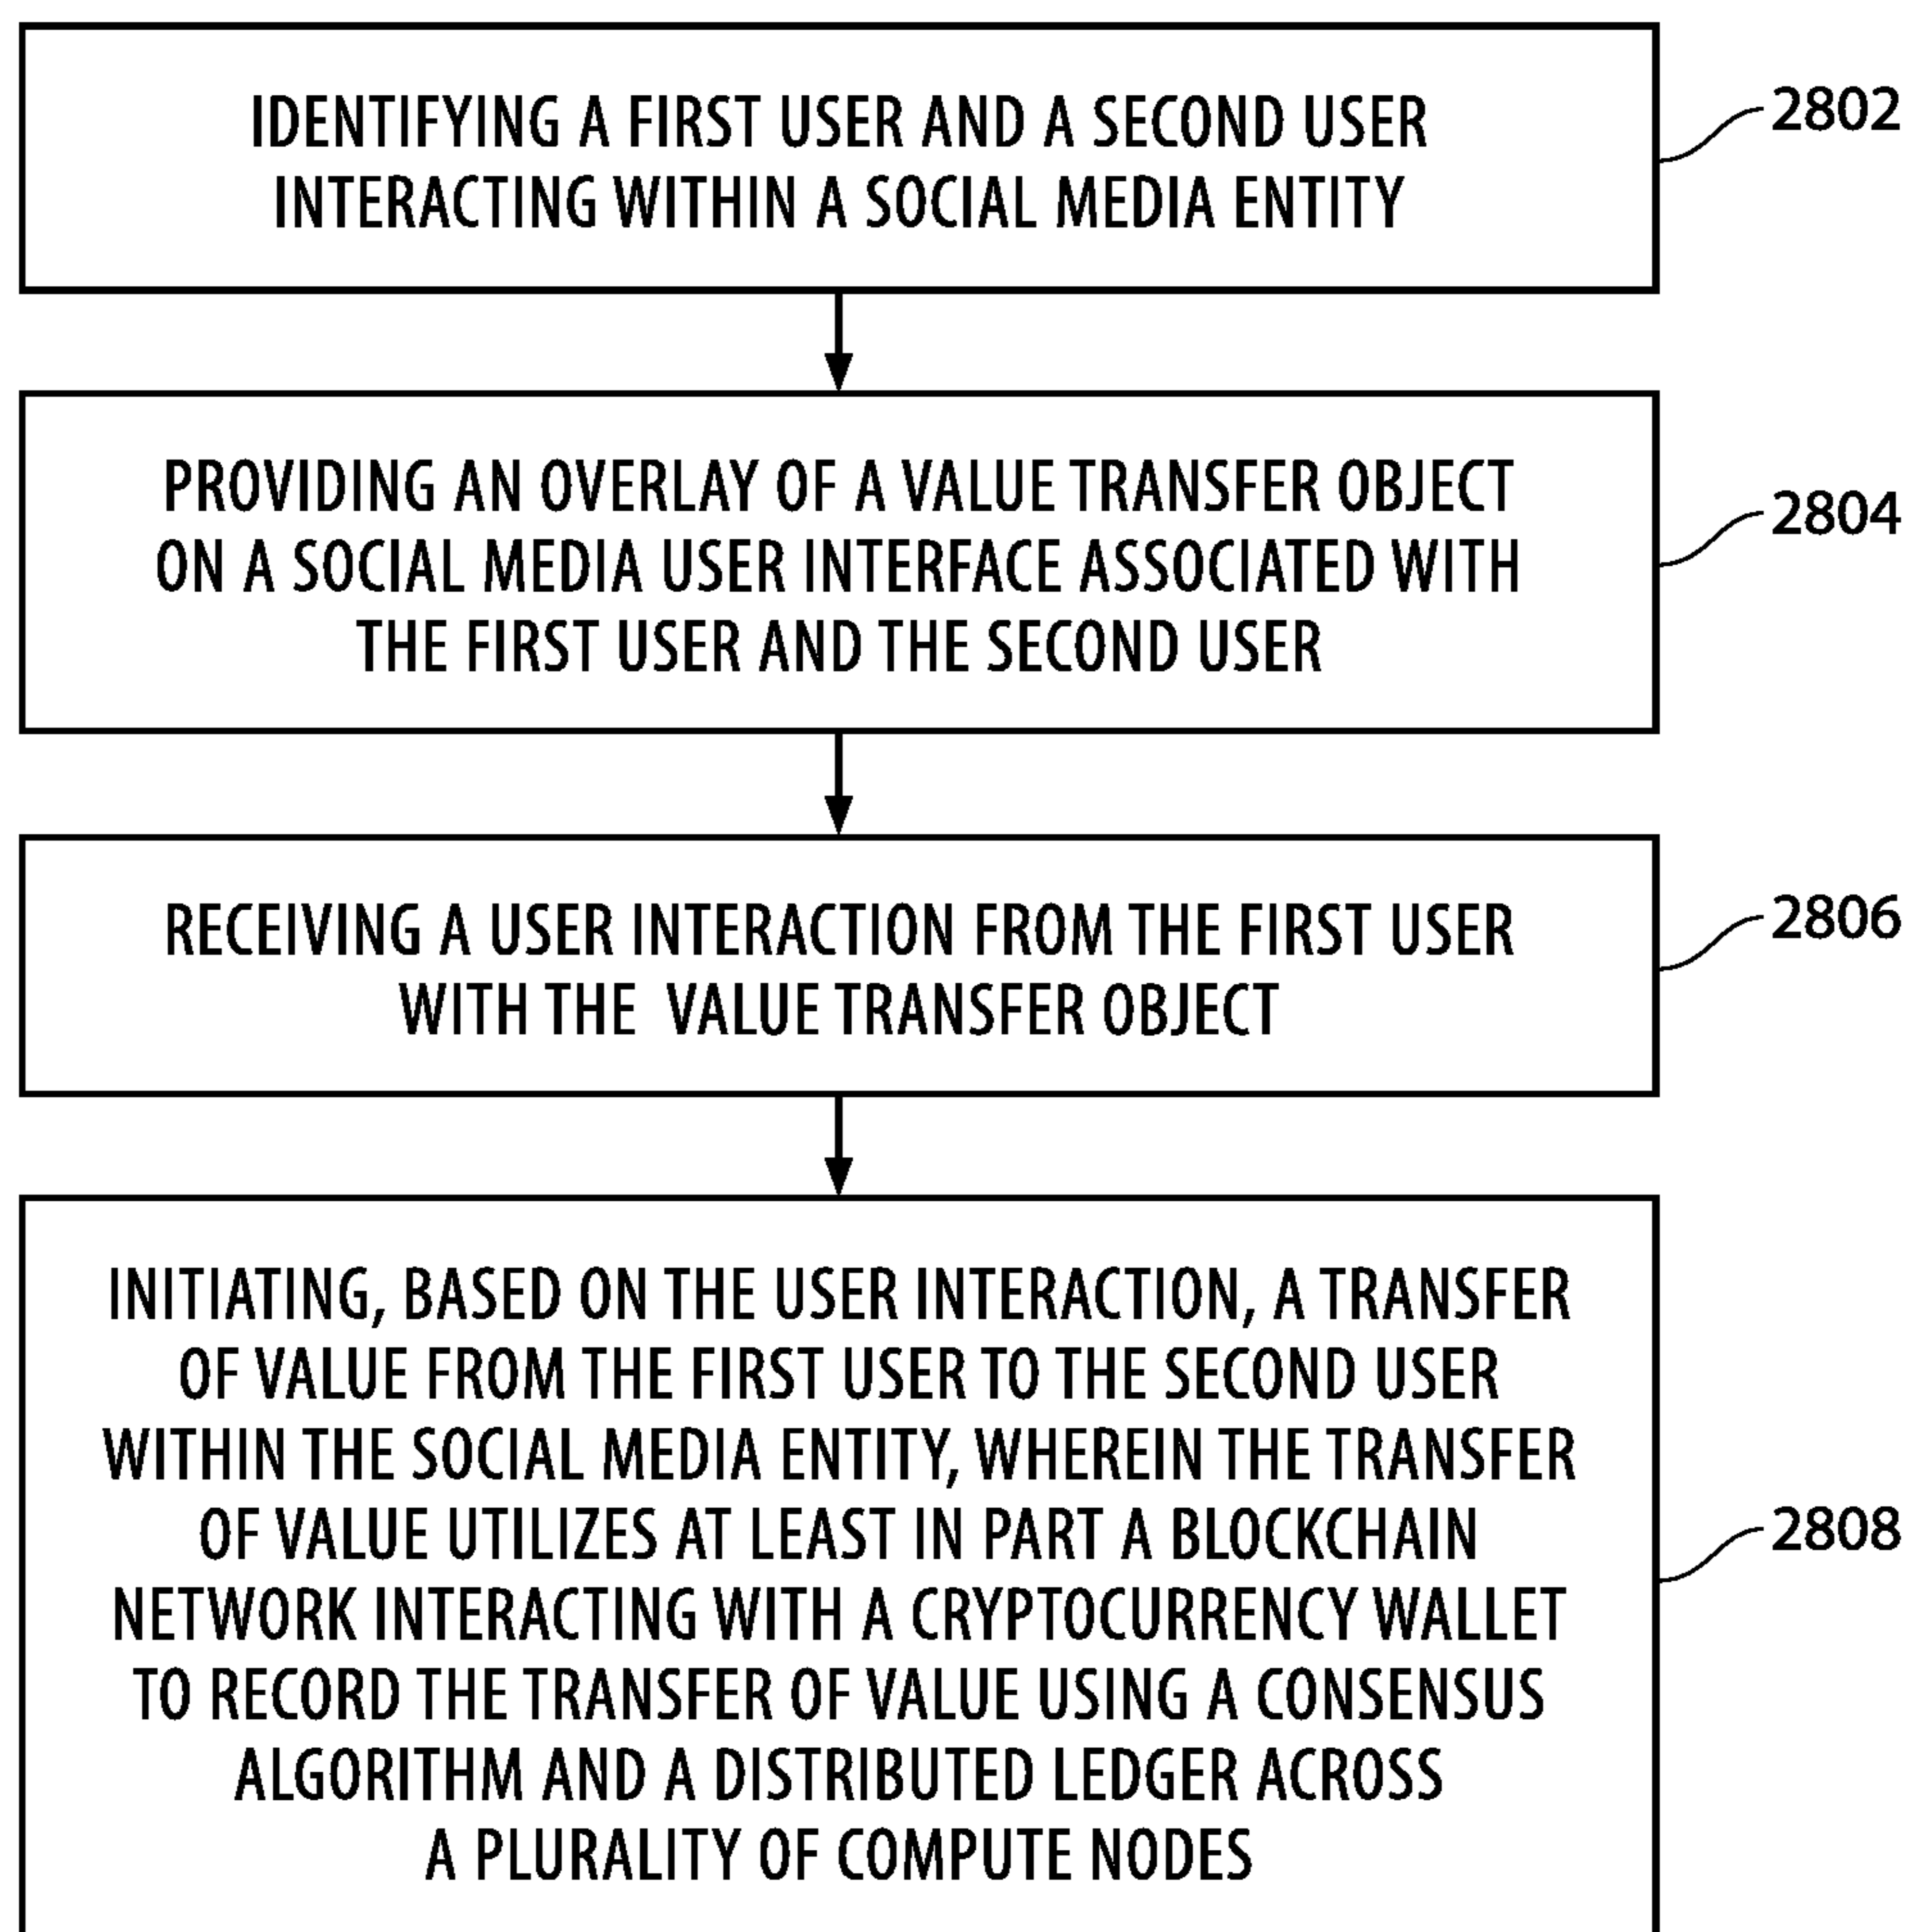 IDENTIFYING A FIRST USER AND A SECOND USER
INTERACTING WITHIN A SOCIAL MEDIA ENTITY
2802
PROVIDING AN OVERLAY OF A VALUE TRANSFER OBJECT
ON A SOCIAL MEDIA USER INTERFACE ASSOCIATED WITH
THE FIRST USER AND THE SECOND USER
2804
RECEIVING A USER INTERACTION FROM THE FIRST USER
WITH THE VALUE TRANSFER OBJECT
2806
INITIATING, BASED ON THE USER INTERACTION, A TRANSFER
OF VALUE FROM THE FIRST USER TO THE SECOND USER
WITHIN THE SOCIAL MEDIA ENTITY, WHEREIN THE TRANSFER
OF VALUE UTILIZES AT LEAST IN PART A BLOCKCHAIN
NETWORK INTERACTING WITH A CRYPTOCURRENCY WALLET
TO RECORD THE TRANSFER OF VALUE USING A CONSENSUS
ALGORITHM AND A DISTRIBUTED LEDGER ACROSS
A PLURALITY OF COMPUTE NODES
2808